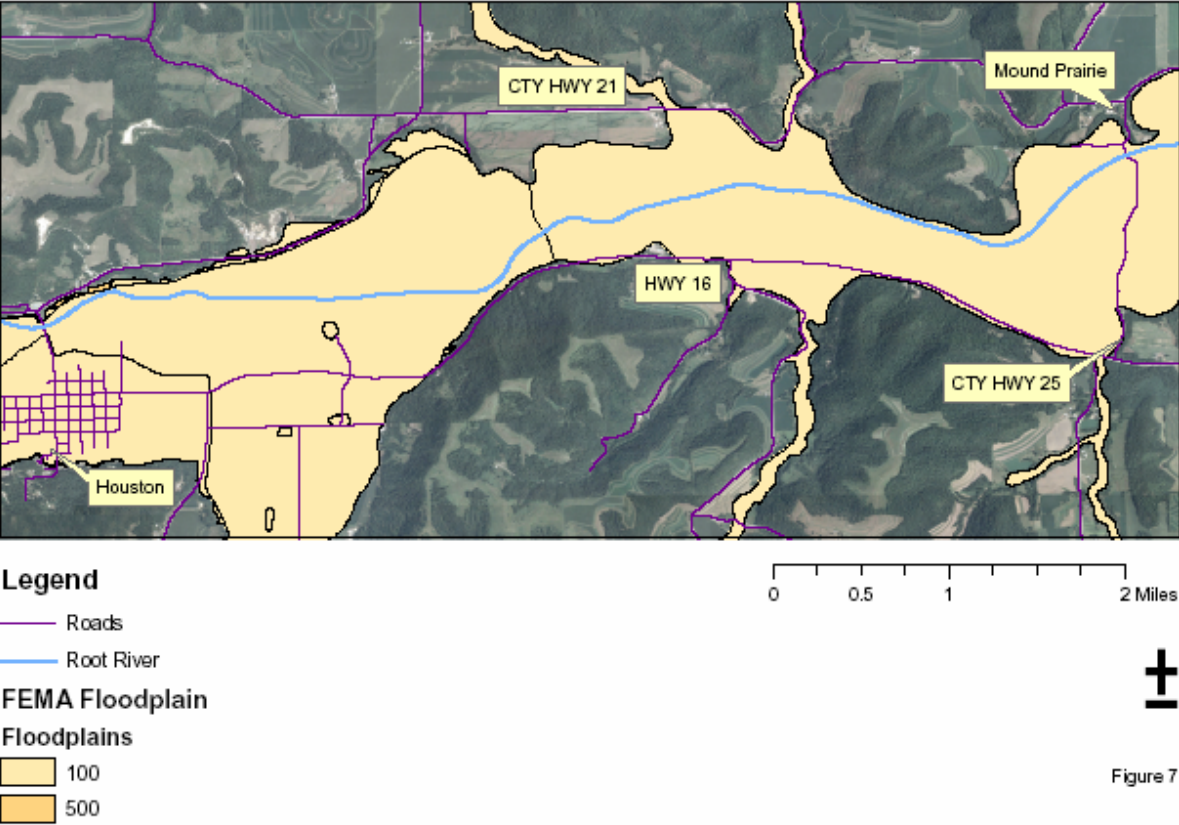 Mound Prairie
CTY HWY 21
HWY 16
CTY HWY 25
Houston
Legend
Roads
Root River
FEMA Floodplain
Floodplains
100
500
0 0.5 1 2 Miles
Figure 7